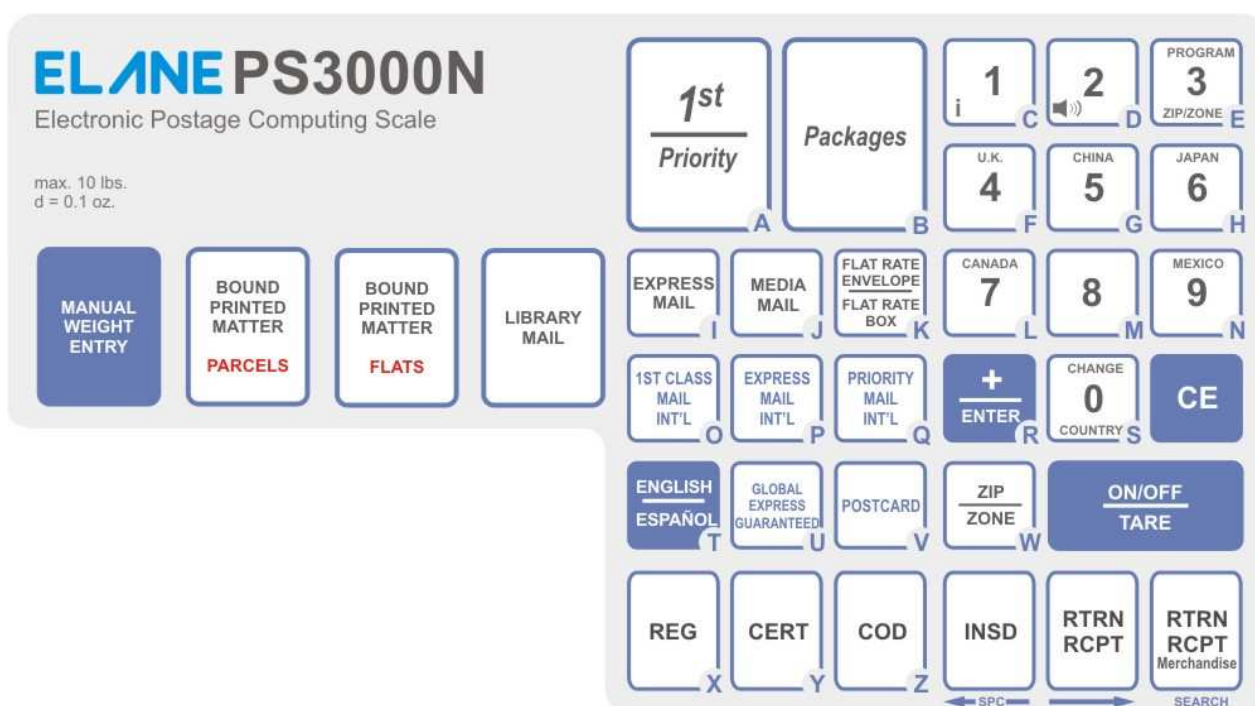 ELANE PS3000N
Electronic Postage Computing Scale
max. 10 lbs.
d = 0.1 oz.
MANUAL
WEIGHT
ENTRY
BOUND
PRINTED
MATTER
PARCELS
BOUND
PRINTED
MATTER
FLATS
LIBRARY
MAIL
1st
Priority
A
Packages
B
1
i
C
2
D
PROGRAM
3
ZIP/ZONE
E
U.K.
4
F
CHINA
5
G
JAPAN
6
H
EXPRESS
MAIL
I
MEDIA
MAIL
J
FLAT RATE
ENVELOPE
FLAT RATE
BOX
K
CANADA
7
L
8
M
MEXICO
9
N
1ST CLASS
MAIL
INT'L
O
EXPRESS
MAIL
INT'L
P
PRIORITY
MAIL
INT'L
Q
+
ENTER
R
CHANGE
0
COUNTRY
S
CE
ENGLISH
ESPAÑOL
T
GLOBAL
EXPRESS
GUARANTEED
U
POSTCARD
V
ZIP
ZONE
W
ON/OFF
TARE
REG
X
CERT
Y
COD
Z
INSD
RTRN
RCPT
RTRN
RCPT
Merchandise
SPC
SEARCH